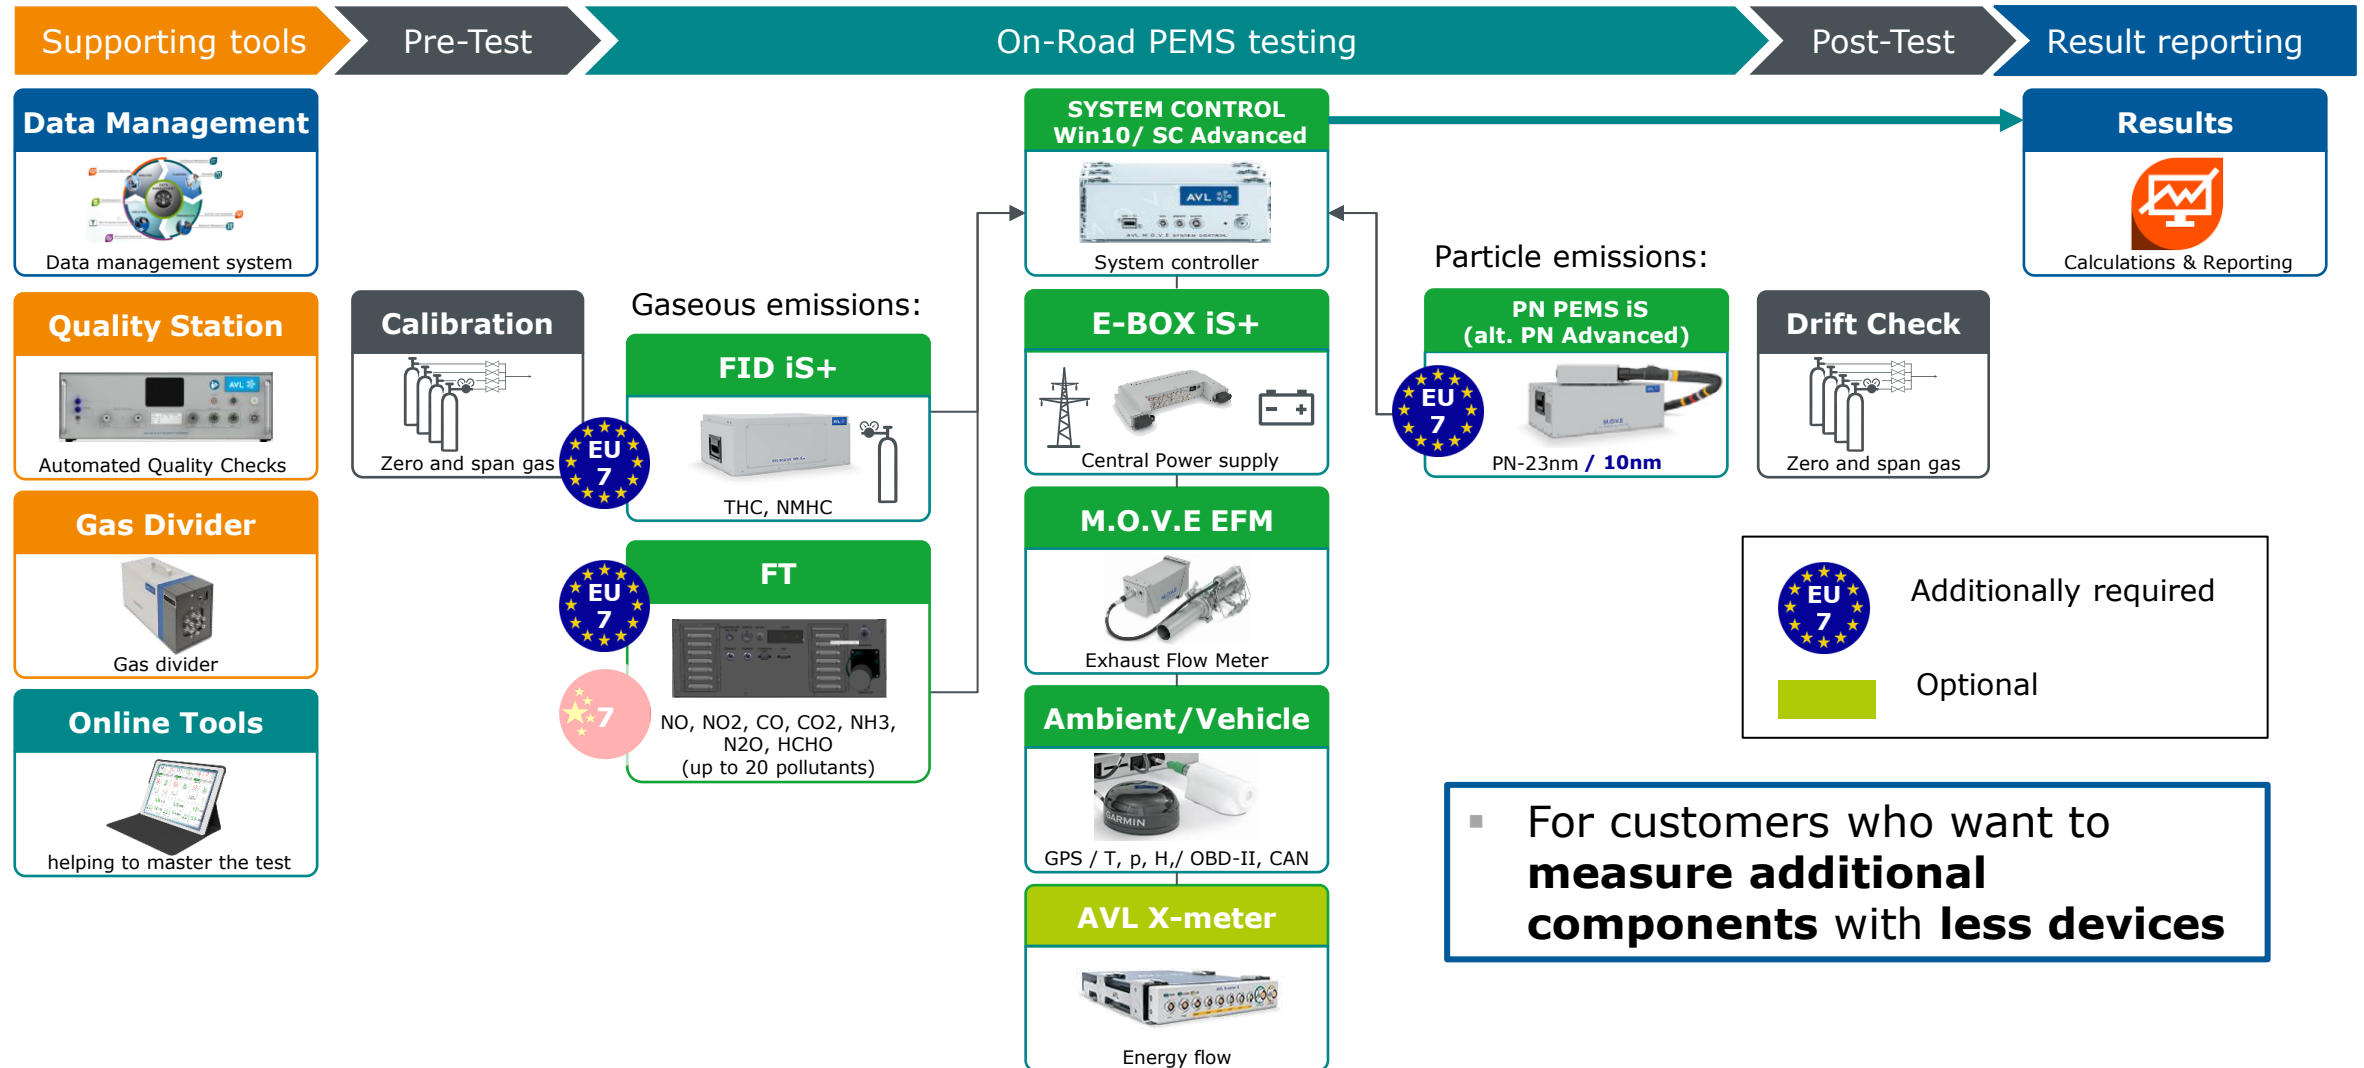 Supporting tools
Pre-Test
On-Road PEMS testing
Post-Test
Result reporting
Data Management
Data management system
Quality Station
AVL
Automated Quality Checks
Gas Divider
Gas divider
Online Tools
helping to master the test
Calibration
Zero and span gas
Gaseous emissions:
FID iS+
EU
7
THC, NMHC
FT
EU
7
7
NO, NO2, CO, CO2, NH3,
N2O, HCHO
(up to 20 pollutants)
SYSTEM CONTROL
Win10/ SC Advanced
AVL
AVL M.O.V.E SYSTEM CONTROL
System controller
E-BOX iS+
Central Power supply
M.O.V.E EFM
Exhaust Flow Meter
Ambient/Vehicle
GARMIN
GPS / T, p, H,/ OBD-II, CAN
AVL X-meter
Energy flow
Particle emissions:
PN PEMS iS
(alt. PN Advanced)
EU
7
M.O.V.E
PN-23nm / 10nm
Drift Check
Zero and span gas
Results
Calculations & Reporting
EU
7
Additionally required
Optional
For customers who want to
measure additional
components with less devices